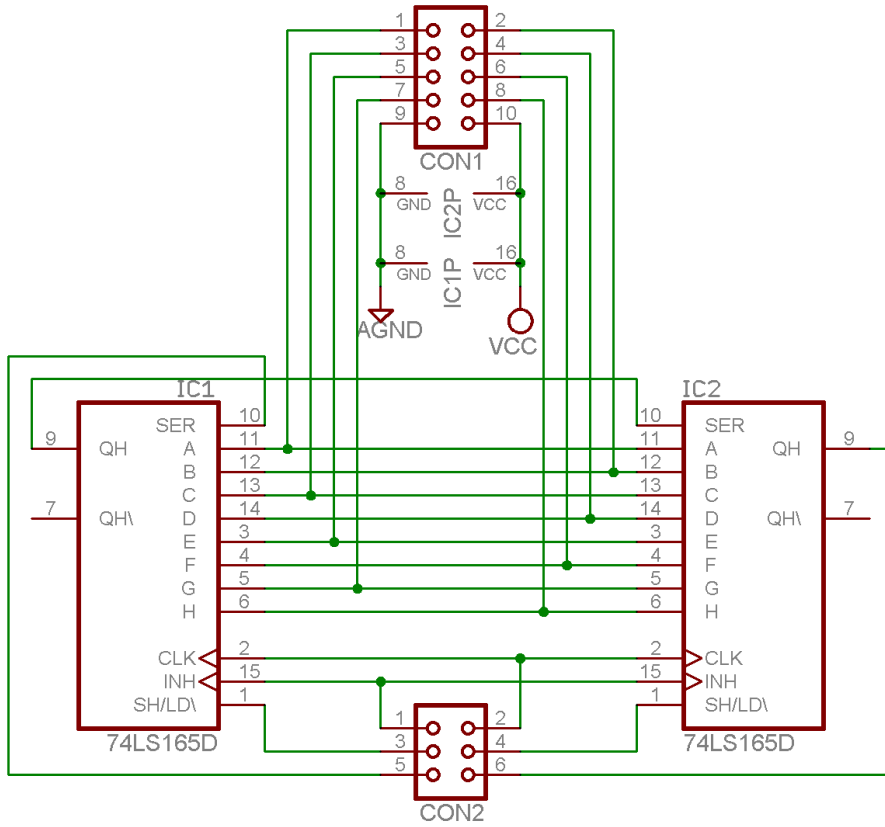 1 2
3 4
5 6
7 8
9 10
CON1
8 GND IC2P 16 VCC
8 GND IC1P 16 VCC
AGND VCC
IC1 IC2
SER 10 10 SER
9 QH A 11 11 A QH 9
B 12 12 B
C 13 13 C
7 QH\ D 14 14 D QH\ 7
E 3 3 E
F 4 4 F
G 5 5 G
H 6 6 H
CLK 2 2 CLK
INH 15 15 INH
SH/LD\ 1 1 SH/LD\
1 2
74LS165D 3 4 74LS165D
5 6
CON2